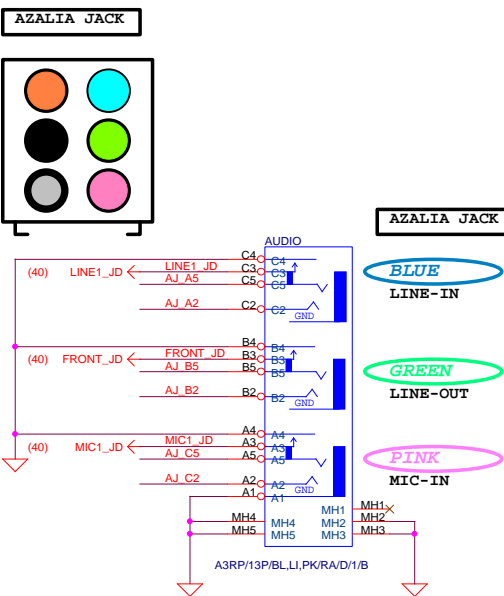 AZALIA JACK
AZALIA JACK
AUDIO
C4 C4
(40) LINE1_JD LINE1_JD C3 C3
AJ_A5 C5 C5
AJ_A2 C2 C2
GND
BLUE
LINE-IN
B4 B4
(40) FRONT_JD FRONT_JD B3 B3
AJ_B5 B5 B5
AJ_B2 B2 B2
GND
GREEN
LINE-OUT
A4 A4
(40) MIC1_JD MIC1_JD A3 A3
AJ_C5 A5 A5
AJ_C2 A2 A2
GND
A1 A1
PINK
MIC-IN
MH1 MH1
MH4 MH4 MH2 MH2
MH5 MH5 MH3 MH3
A3RP/13P/BL,LI,PK/RA/D/1/B